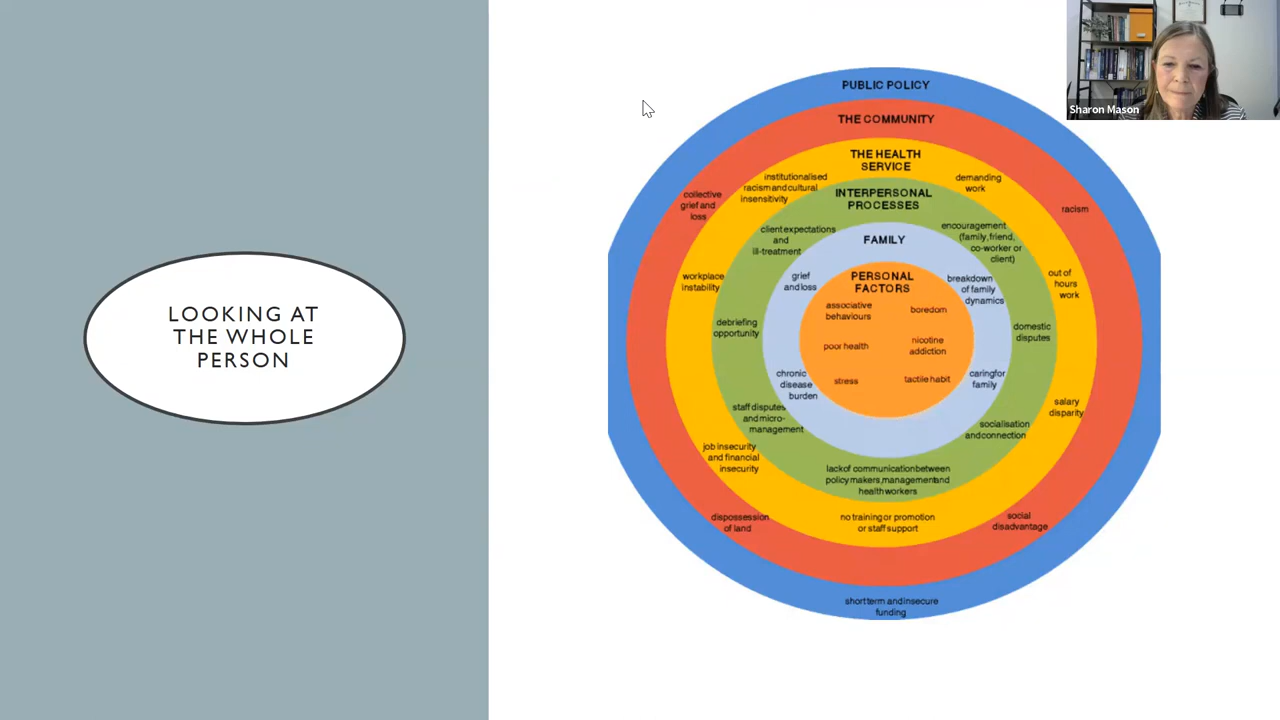 LOOKING AT
THE WHOLE
PERSON
Sharon Mason
PUBLIC POLICY
THE COMMUNITY
THE HEALTH
SERVICE
institutionalised
racism and cultural
insensitivity
demanding
work
collective
grief and
loss
racism
INTERPERSONAL
PROCESSES
client expectations
and
ill-treatment
encouragement
(family, friend,
co-worker or
client)
FAMILY
workplace
instability
grief
and loss
PERSONAL
FACTORS
breakdown
of family
dynamics
out of
hours
work
associative
behaviours
boredom
debriefing
opportunity
domestic
disputes
poor health
nicotine
addiction
chronic
disease
burden
stress
tactile habit
caring for
family
staff disputes
and micro-
management
salary
disparity
socialisation
and connection
job insecurity
and financial
insecurity
lack of communication between
policy makers, management and
health workers
dispossession
of land
no training or promotion
or staff support
social
disadvantage
short term and insecure
funding